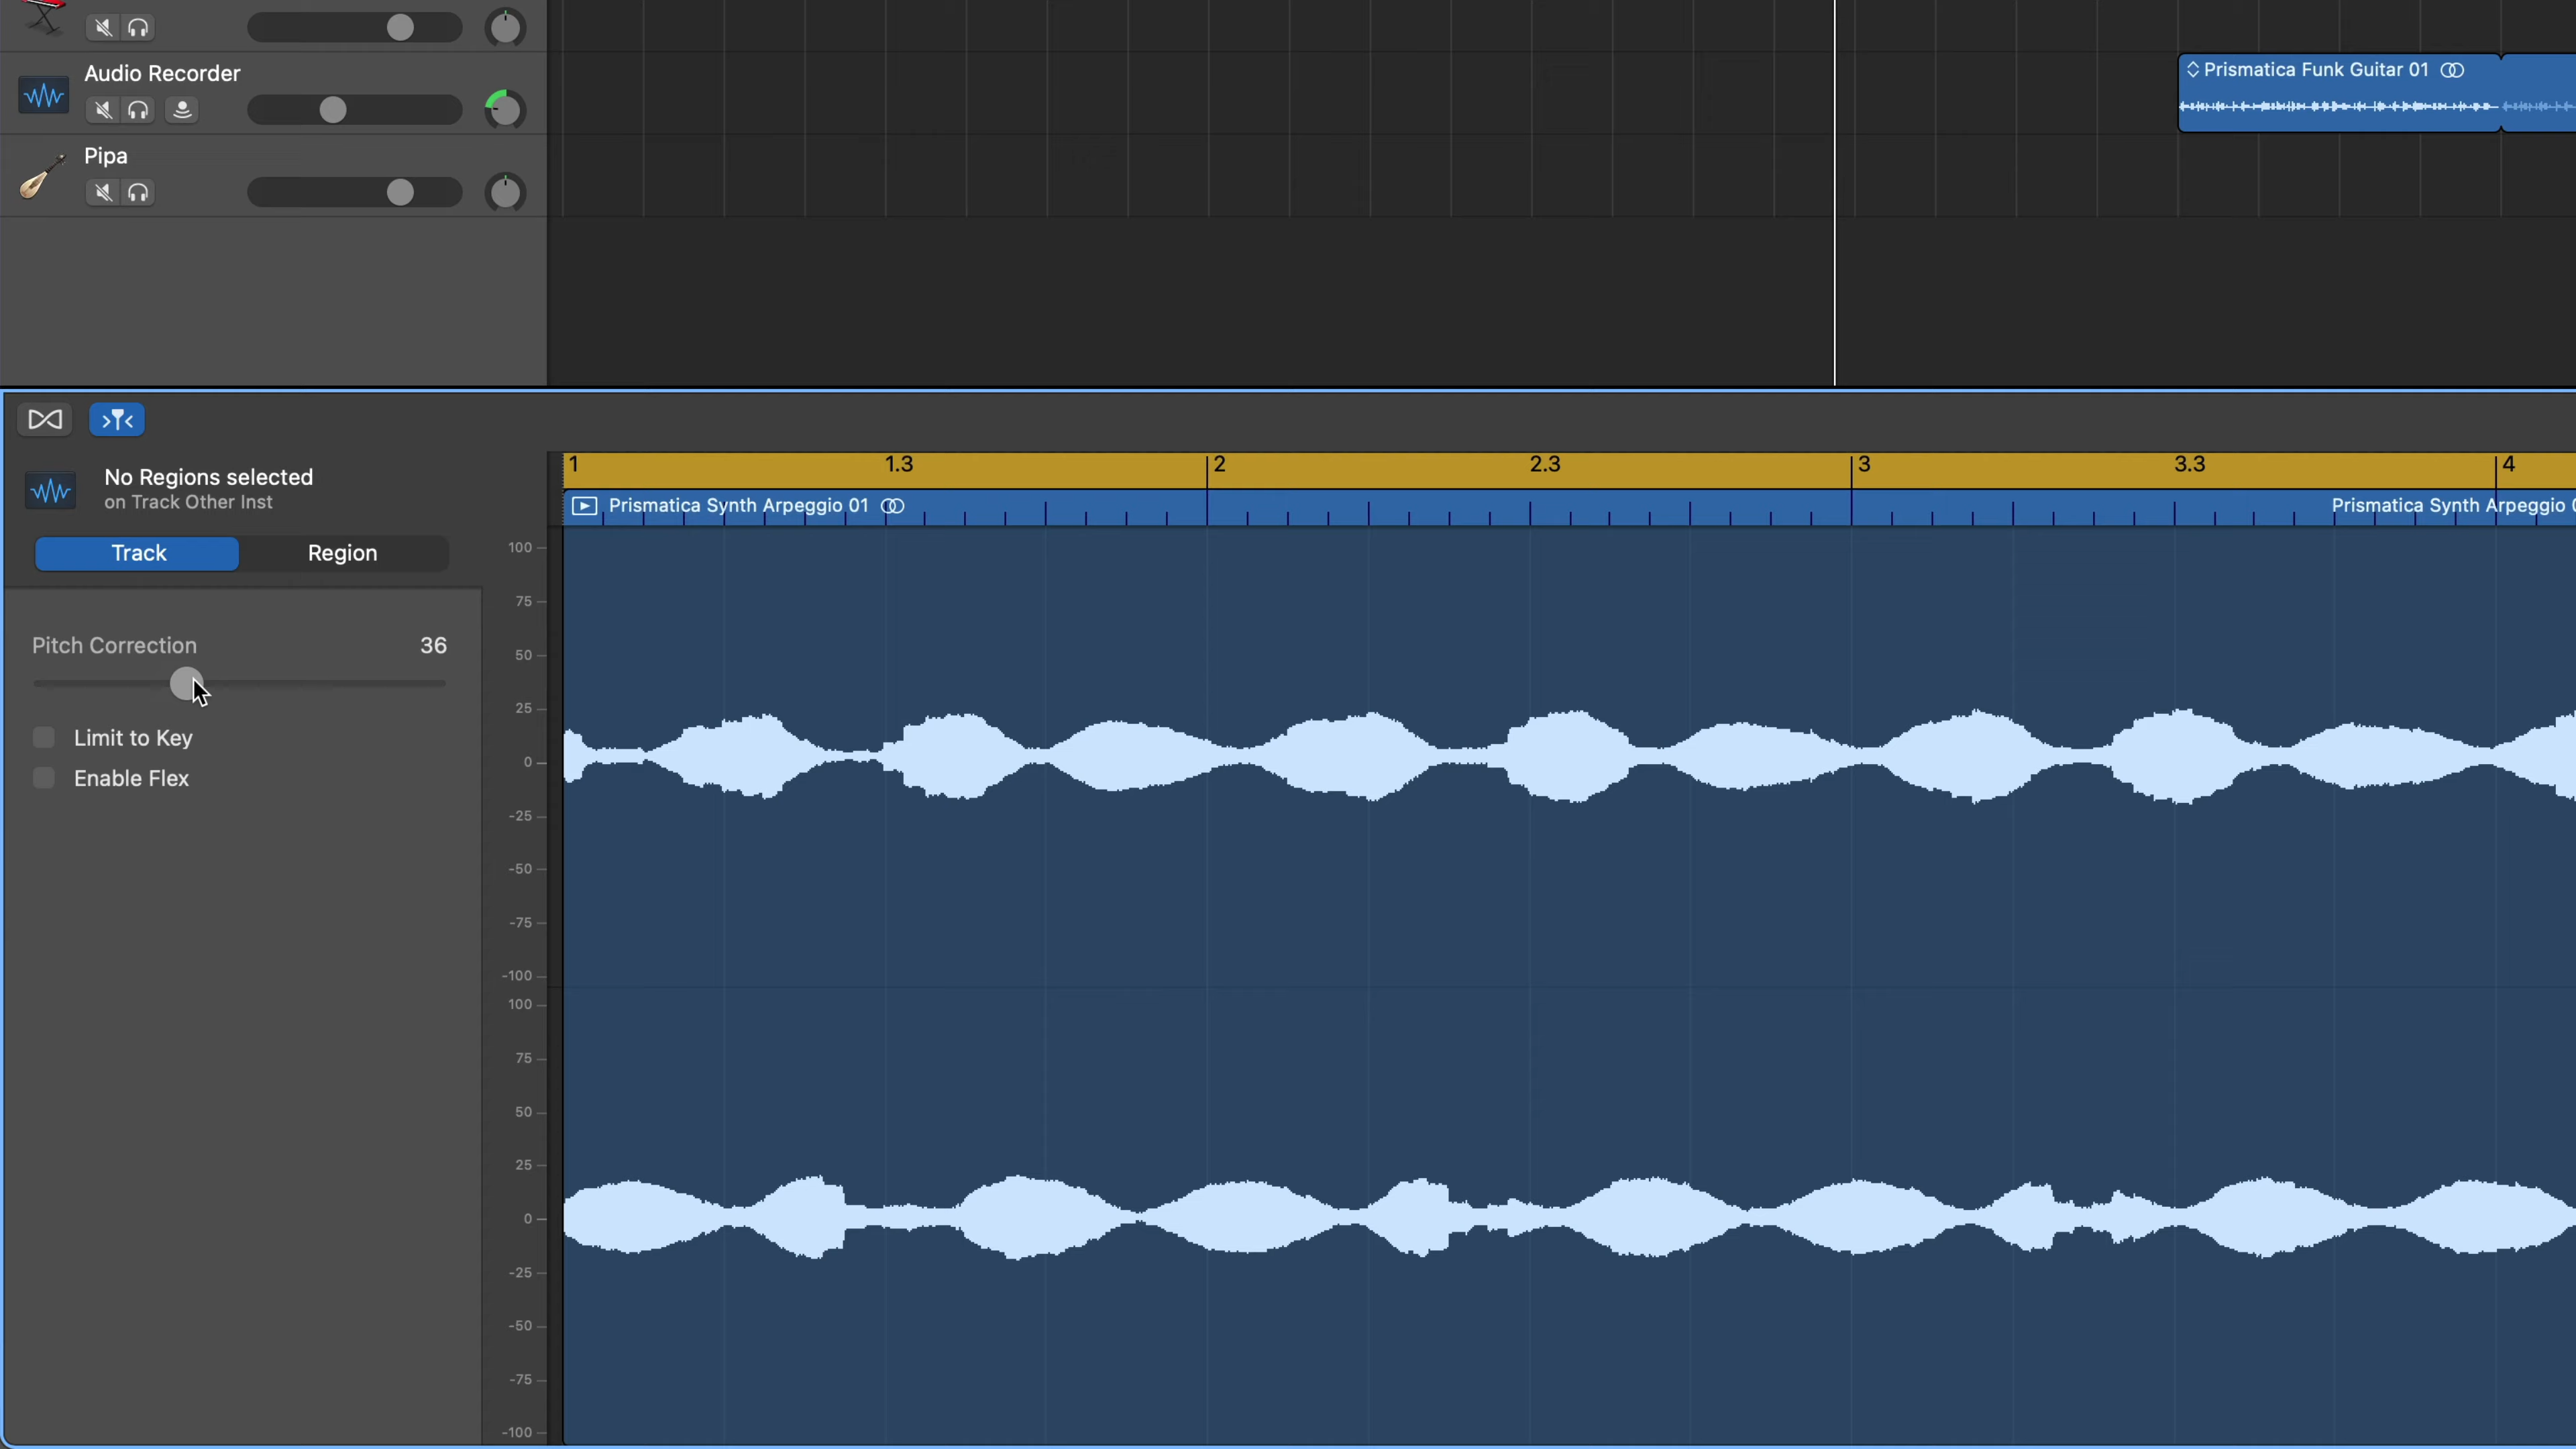 Audio Recorder
Prismatica Funk Guitar 01
Pipa
No Regions selected
on Track Other Inst
1 1.3 2 2.3 3 3.3 4
Prismatica Synth Arpeggio 01
Prismatica Synth Arpeggio
Track Region
Pitch Correction 36
Limit to Key
Enable Flex
100
75
50
25
0
-25
-50
-75
-100
100
75
50
25
0
-25
-50
-75
-100